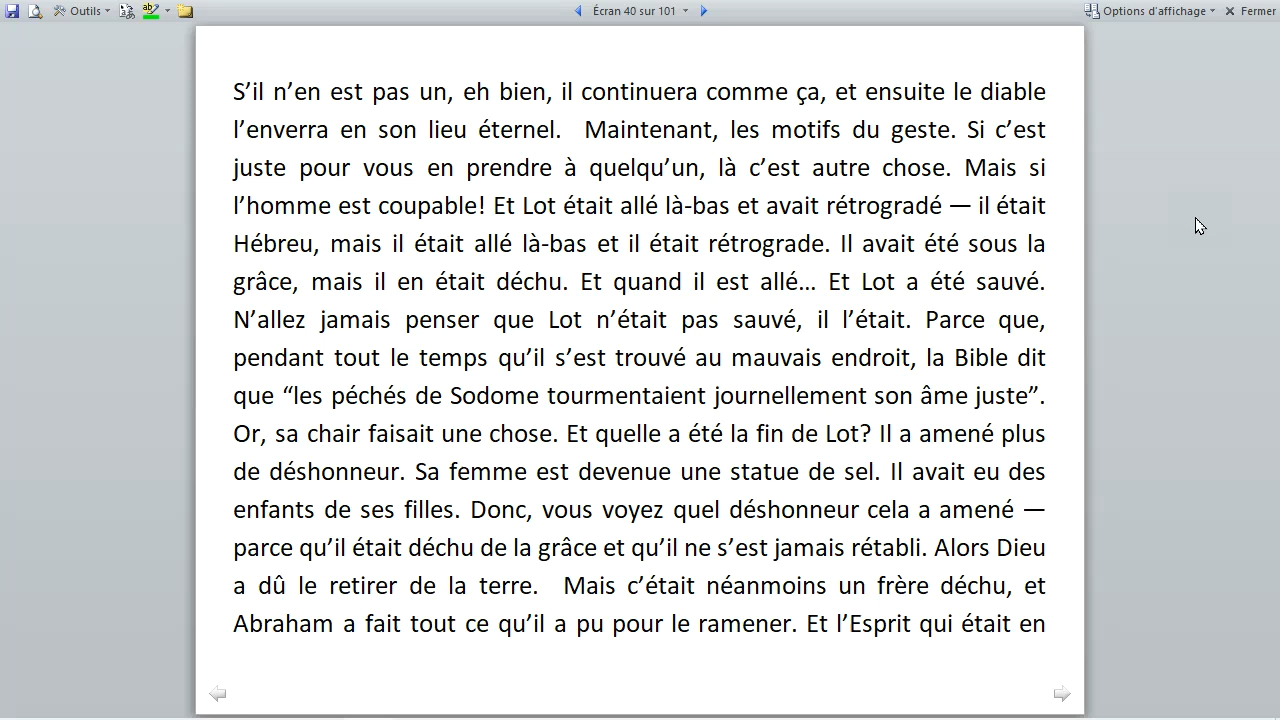 Outils
Écran 40 sur 101
Options d'affichage
Fermer
S’il n’en est pas un, eh bien, il continuera comme ça, et ensuite le diable
l’enverra en son lieu éternel.  Maintenant, les motifs du geste. Si c’est
juste pour vous en prendre à quelqu’un, là c’est autre chose. Mais si
l’homme est coupable! Et Lot était allé là-bas et avait rétrogradé — il était
Hébreu, mais il était allé là-bas et il était rétrograde. Il avait été sous la
grâce, mais il en était déchu. Et quand il est allé… Et Lot a été sauvé.
N’allez jamais penser que Lot n’était pas sauvé, il l’était. Parce que,
pendant tout le temps qu’il s’est trouvé au mauvais endroit, la Bible dit
que “les péchés de Sodome tourmentaient journellement son âme juste”.
Or, sa chair faisait une chose. Et quelle a été la fin de Lot? Il a amené plus
de déshonneur. Sa femme est devenue une statue de sel. Il avait eu des
enfants de ses filles. Donc, vous voyez quel déshonneur cela a amené —
parce qu’il était déchu de la grâce et qu’il ne s’est jamais rétabli. Alors Dieu
a dû le retirer de la terre.  Mais c’était néanmoins un frère déchu, et
Abraham a fait tout ce qu’il a pu pour le ramener. Et l’Esprit qui était en